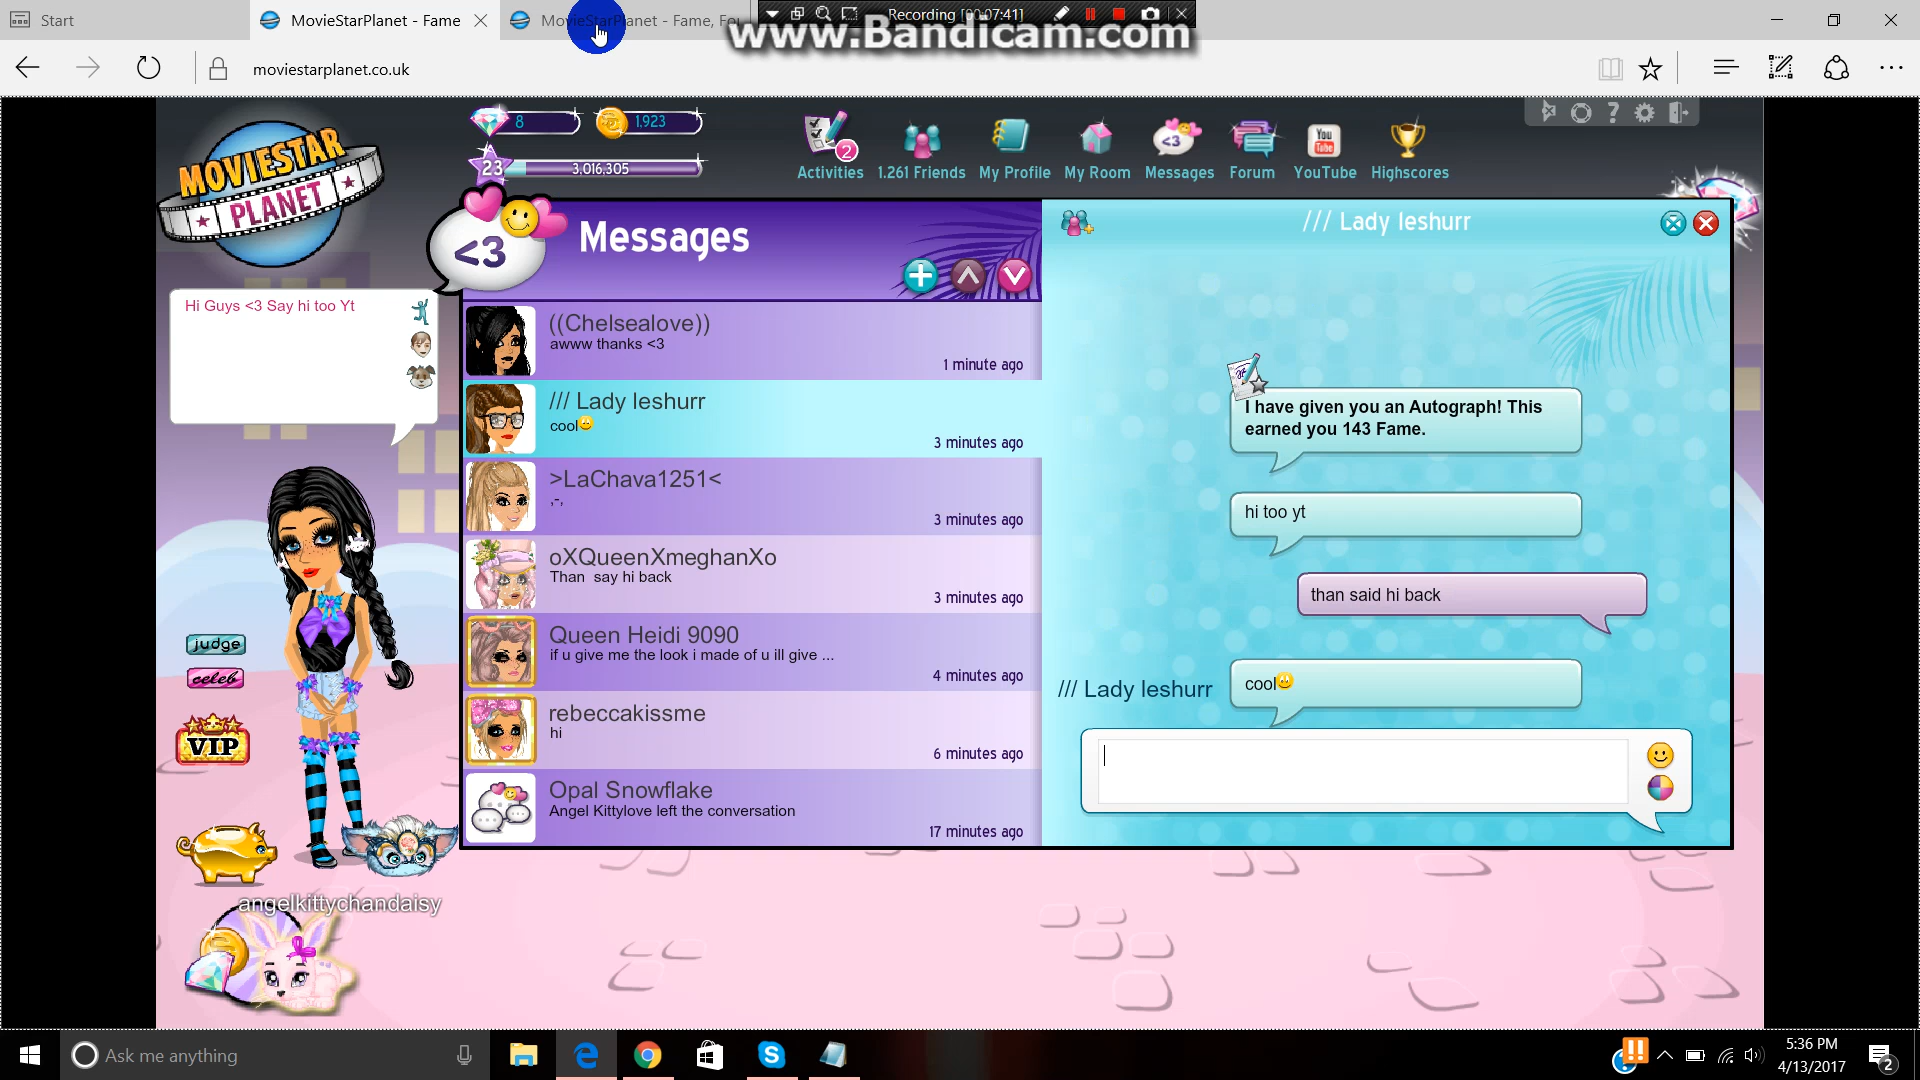 Start
MovieStarPlanet - Fame
MovieStarPlanet - Fame, Fo
Recording [00:07:41]
www.Bandicam.com
moviestarplanet.co.uk
MOVIESTAR
PLANET
8
1,923
23
3,016,305
2
Activities
1.261 Friends
My Profile
My Room
<3
Messages
Forum
You
Tube
YouTube
Highscores
?
<3
Messages
/// Lady leshurr
Hi Guys <3 Say hi too Yt
((Chelsealove))
awww thanks <3
1 minute ago
/// Lady leshurr
cool
3 minutes ago
>LaChava1251<
,-,
3 minutes ago
oXQueenXmeghanXo
Than  say hi back
3 minutes ago
Queen Heidi 9090
if u give me the look i made of u ill give ...
4 minutes ago
rebeccakissme
hi
6 minutes ago
Opal Snowflake
Angel Kittylove left the conversation
17 minutes ago
I have given you an Autograph! This
earned you 143 Fame.
hi too yt
than said hi back
/// Lady leshurr
cool
judge
celeb
VIP
angelkittychandaisy
Ask me anything
5:36 PM
4/13/2017
2